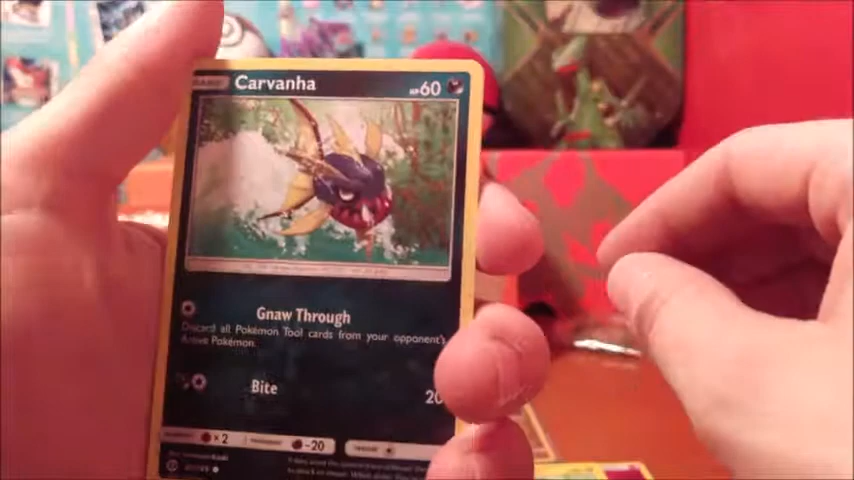 Carvanha
HP60
Gnaw Through
Discard all Pokémon Tool cards from your opponent's
Active Pokémon.
Bite
20
×2
-20